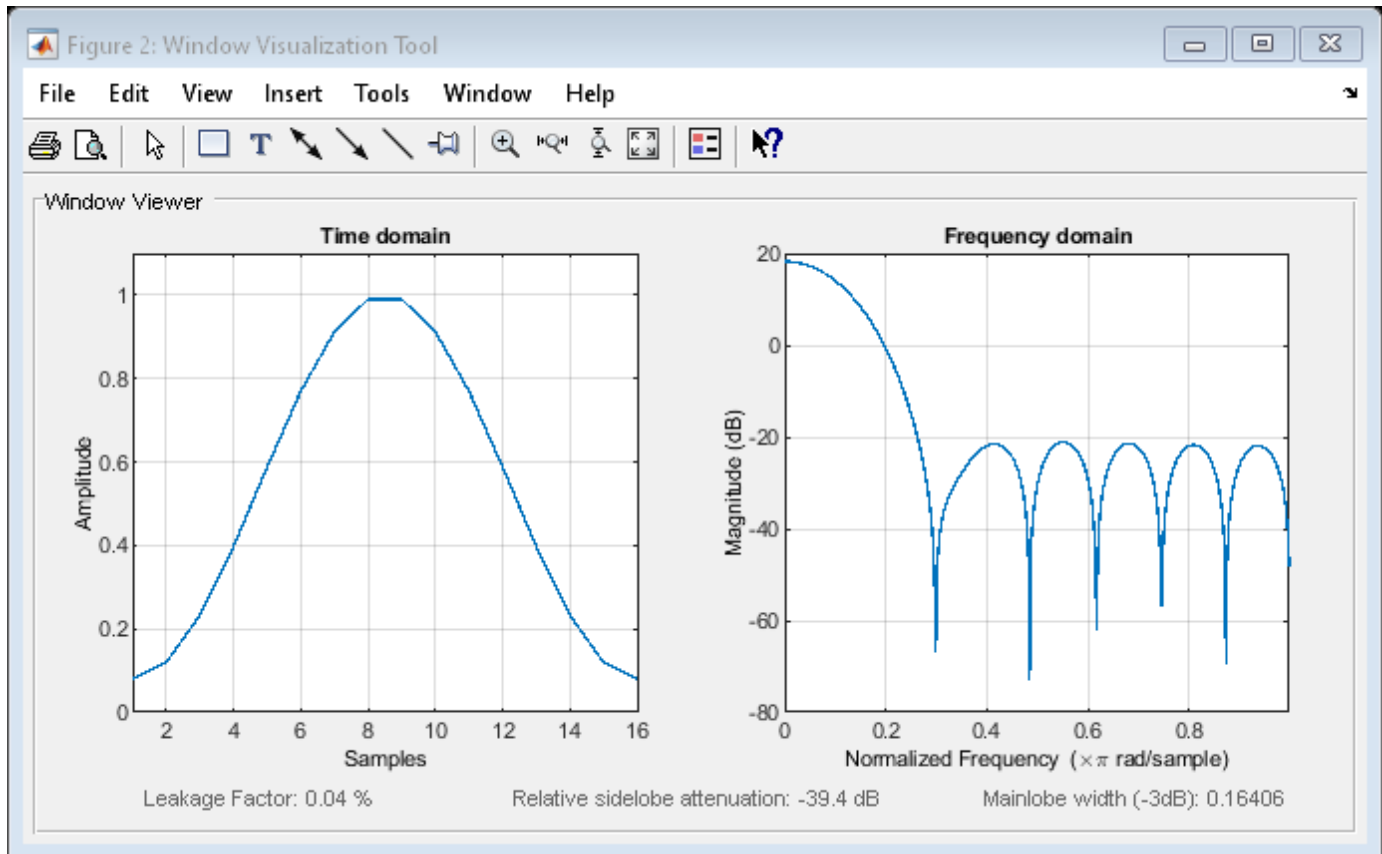 Figure 2: Window Visualization Tool
File Edit View Insert Tools Window Help
T
Window Viewer
Time domain
1
0.8
0.6
0.4
0.2
0
Amplitude
2 4 6 8 10 12 14 16
Samples
Frequency domain
20
0
-20
-40
-60
-80
Magnitude (dB)
0 0.2 0.4 0.6 0.8
Normalized Frequency (×π rad/sample)
Leakage Factor: 0.04 % Relative sidelobe attenuation: -39.4 dB Mainlobe width (-3dB): 0.16406